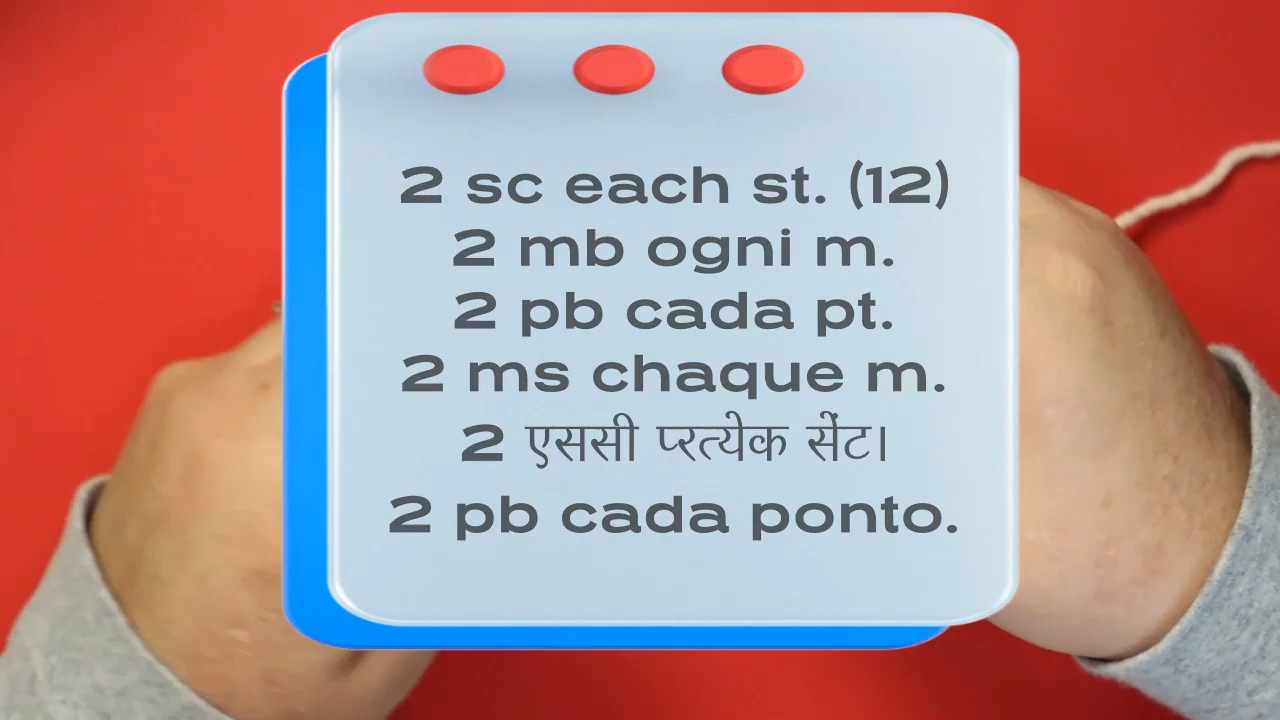 2 sc each st. (12)
2 mb ogni m.
2 pb cada pt.
2 ms chaque m.
2 एससी प्रत्येक सेंट।
2 pb cada ponto.